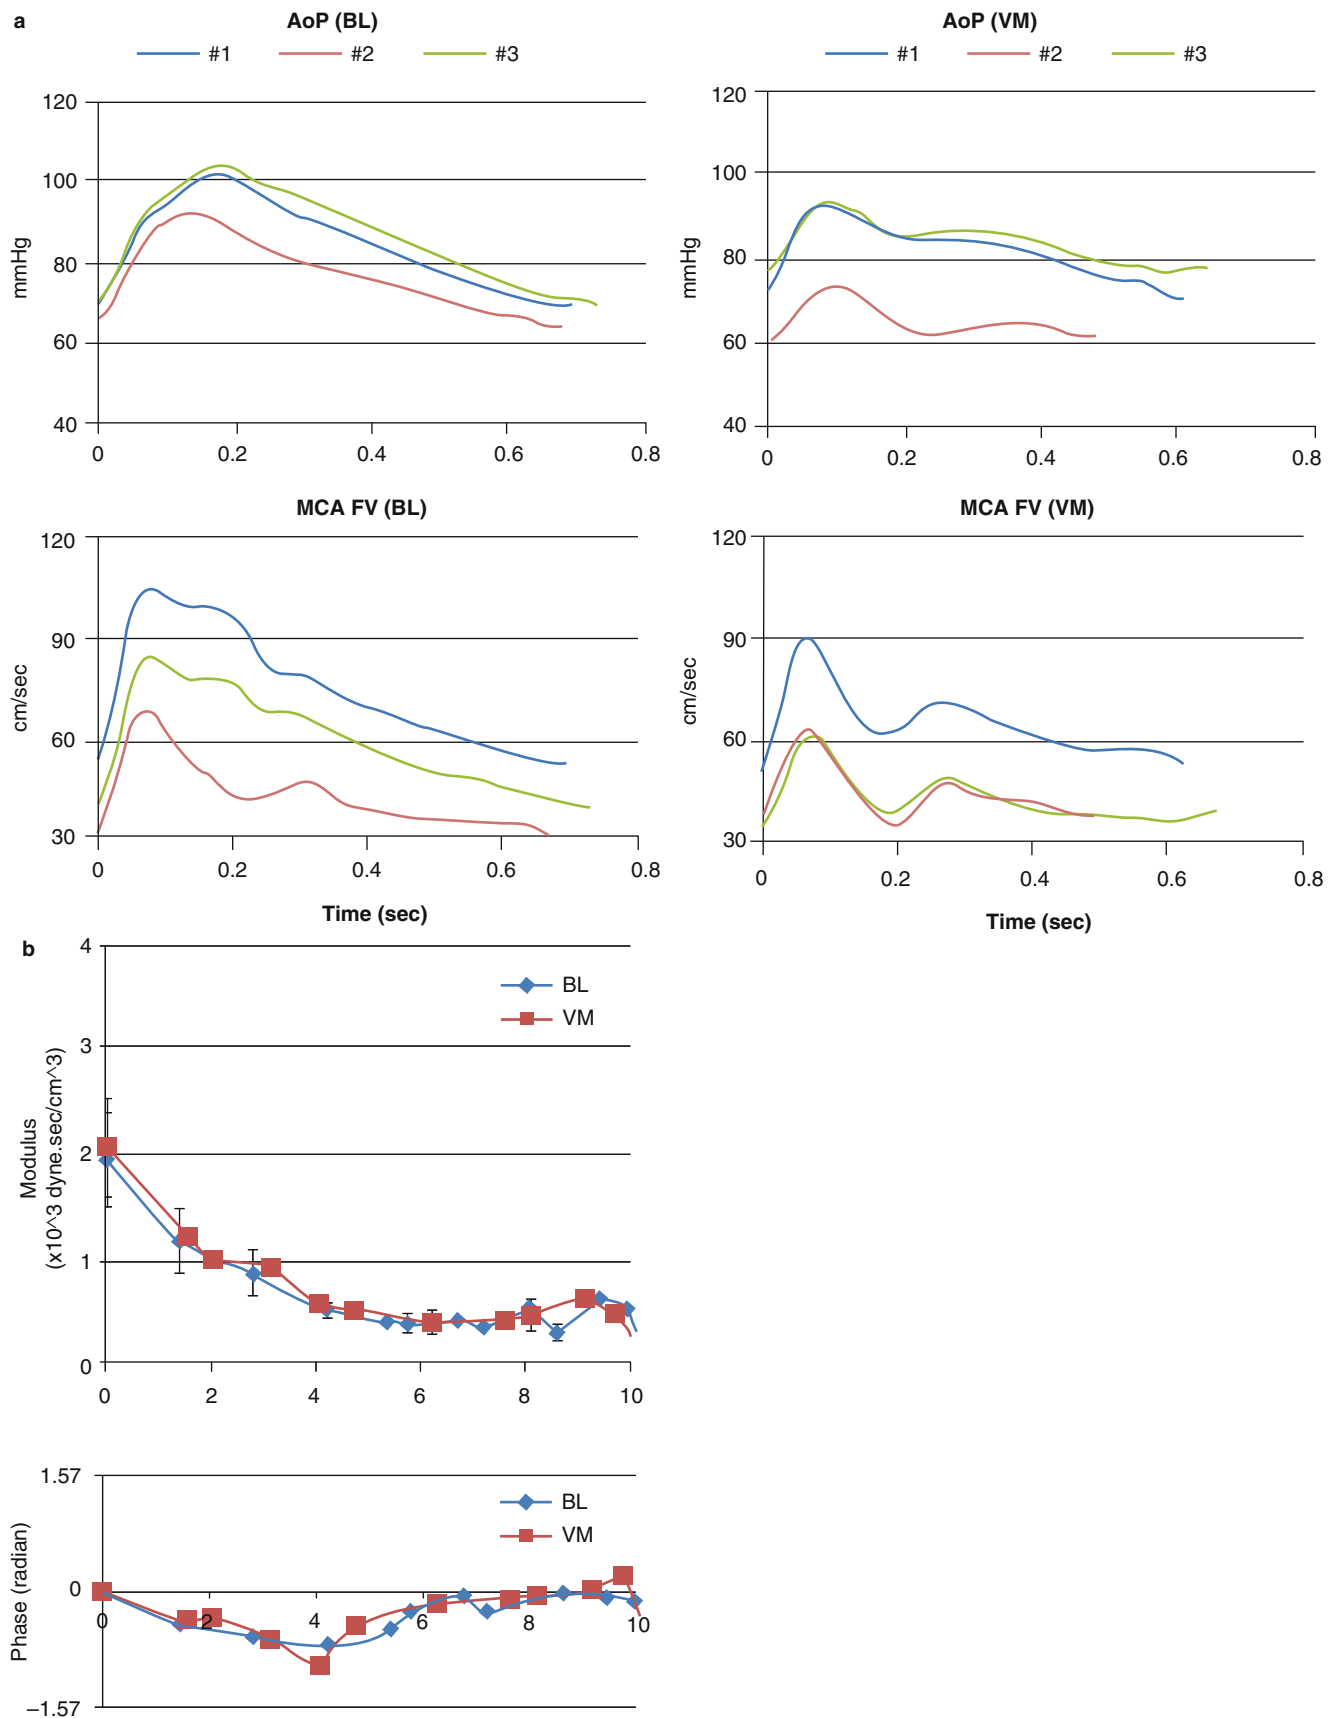 a
AoP (BL)
#1 #2 #3
120
100
80
60
40
mmHg
0 0.2 0.4 0.6 0.8
AoP (VM)
#1 #2 #3
120
100
80
60
40
mmHg
0 0.2 0.4 0.6 0.8
MCA FV (BL)
120
90
60
30
cm/sec
0 0.2 0.4 0.6 0.8
Time (sec)
MCA FV (VM)
120
90
60
30
cm/sec
0 0.2 0.4 0.6 0.8
Time (sec)
b
4
3
2
1
0
Modulus
(x10^3 dyne.sec/cm^3)
BL
VM
0 2 4 6 8 10
1.57
0
−1.57
Phase (radian)
BL
VM
0 2 4 6 8 10